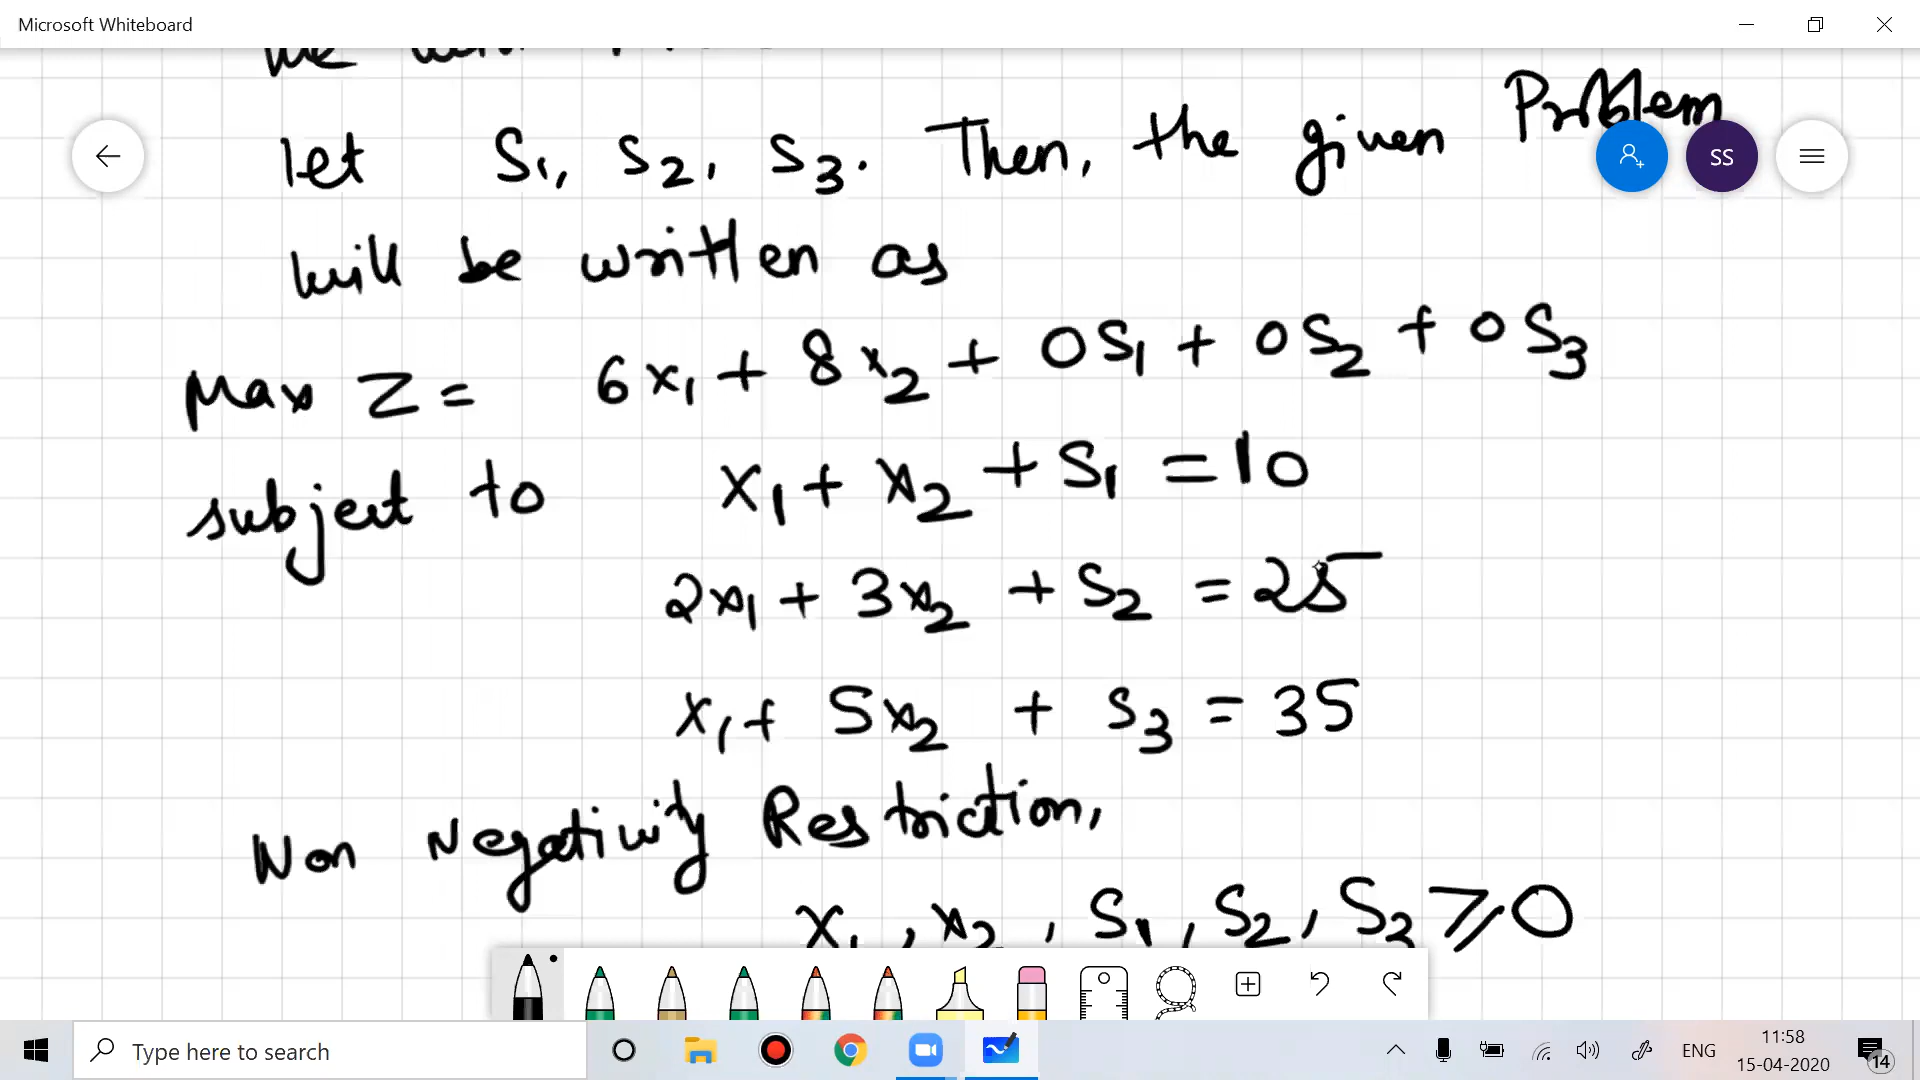 Microsoft Whiteboard
let S1, S2, S3. Then, the given Problem
SS
will be written as
Max Z = 6x1 + 8x2 + 0S1 + 0S2 + 0S3
subject to x1 + x2 + S1 = 10
2x1 + 3x2 + S2 = 25
x1 + 5x2 + S3 = 35
Non Negativity Restriction,
x1, x2, S1, S2, S3 ≥ 0
Type here to search
ENG
11:58
15-04-2020
14